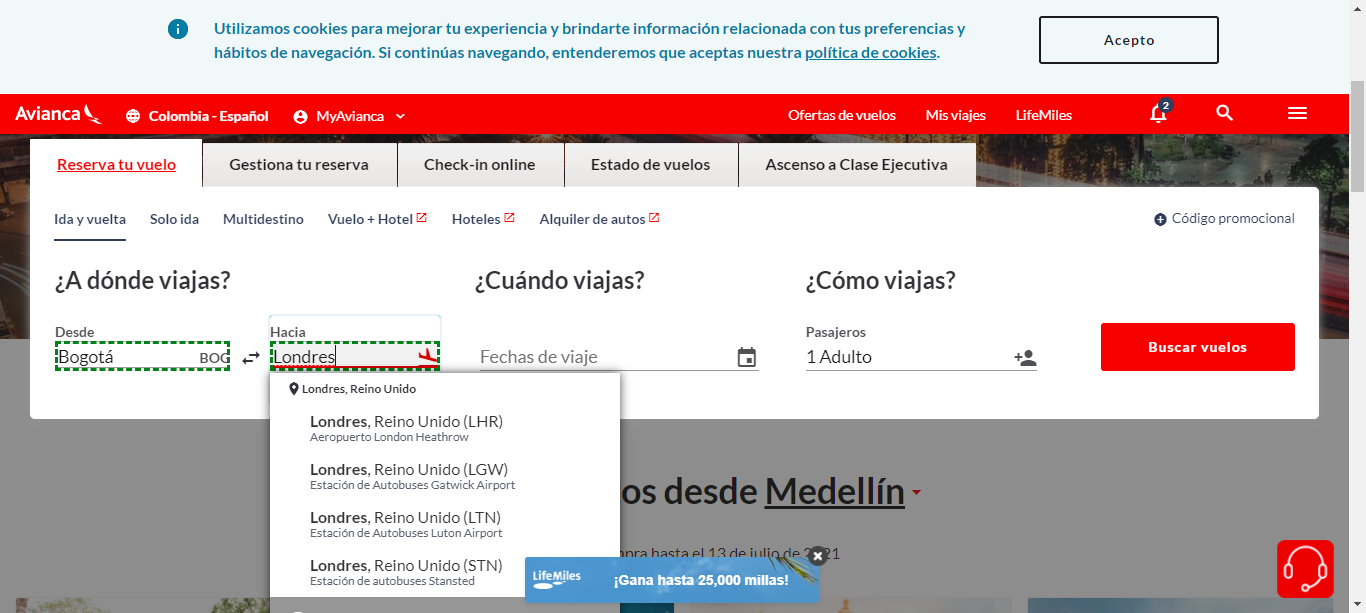 Utilizamos cookies para mejorar tu experiencia y brindarte información relacionada con tus preferencias y
hábitos de navegación. Si continúas navegando, entenderemos que aceptas nuestra política de cookies.
Acepto
Avianca
Colombia - Español
MyAvianca
Ofertas de vuelos
Mis viajes
LifeMiles
2
Reserva tu vuelo
Gestiona tu reserva
Check-in online
Estado de vuelos
Ascenso a Clase Ejecutiva
Ida y vuelta
Solo ida
Multidestino
Vuelo + Hotel
Hoteles
Alquiler de autos
Código promocional
¿A dónde viajas?
¿Cuándo viajas?
¿Cómo viajas?
Desde
Bogotá BOG
Hacia
Londres
Fechas de viaje
Pasajeros
1 Adulto
Buscar vuelos
Londres, Reino Unido
Londres, Reino Unido (LHR)
Aeropuerto London Heathrow
Londres, Reino Unido (LGW)
Estación de Autobuses Gatwick Airport
Londres, Reino Unido (LTN)
Estación de Autobuses Luton Airport
Londres, Reino Unido (STN)
Estación de autobuses Stansted
os desde Medellín
mpra hasta el 13 de julio de 2021
LifeMiles
¡Gana hasta 25,000 millas!